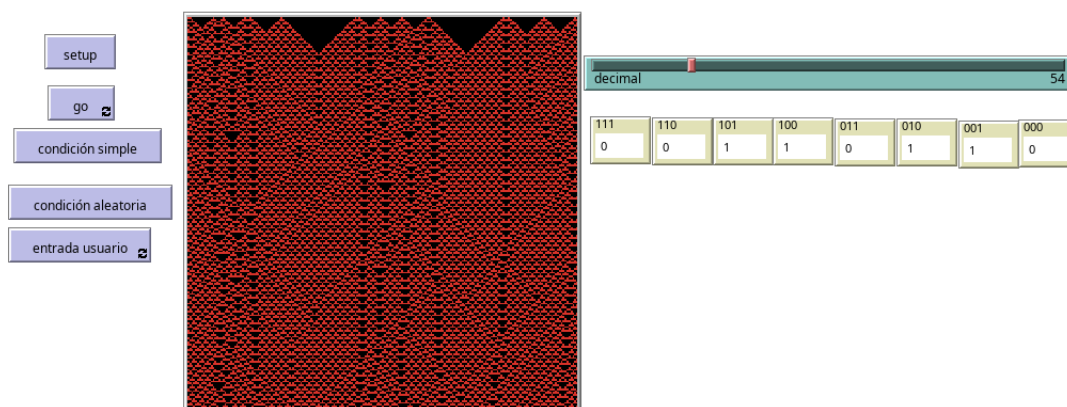 setup
go
condición simple
condición aleatoria
entrada usuario
decimal 54
111 110 101 100 011 010 001 000
0 0 1 1 0 1 1 0